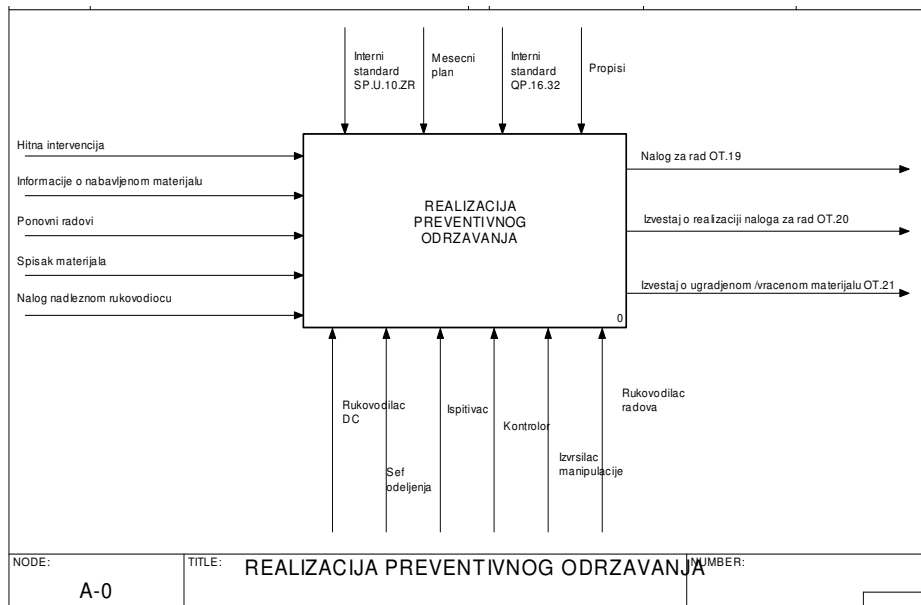 Interni
standard
SP.U.10.ZR
Mesecni
plan
Interni
standard
QP.16.32
Propisi
Hitna intervencija
Informacije o nabavljenom materijalu
Ponovni radovi
Spisak materijala
Nalog nadleznom rukovodiocu
REALIZACIJA
PREVENTIVNOG
ODRZAVANJA
0
Nalog za rad OT.19
Izvestaj o realizaciji naloga za rad OT.20
Izvestaj o ugradjenom /vracenom materijalu OT.21
Rukovodilac
DC
Sef
odeljenja
Ispitivac
Kontrolor
Izvrsilac
manipulacije
Rukovodilac
radova
NODE:
A-0
TITLE:
REALIZACIJA PREVENTIVNOG ODRZAVANJA
NUMBER: